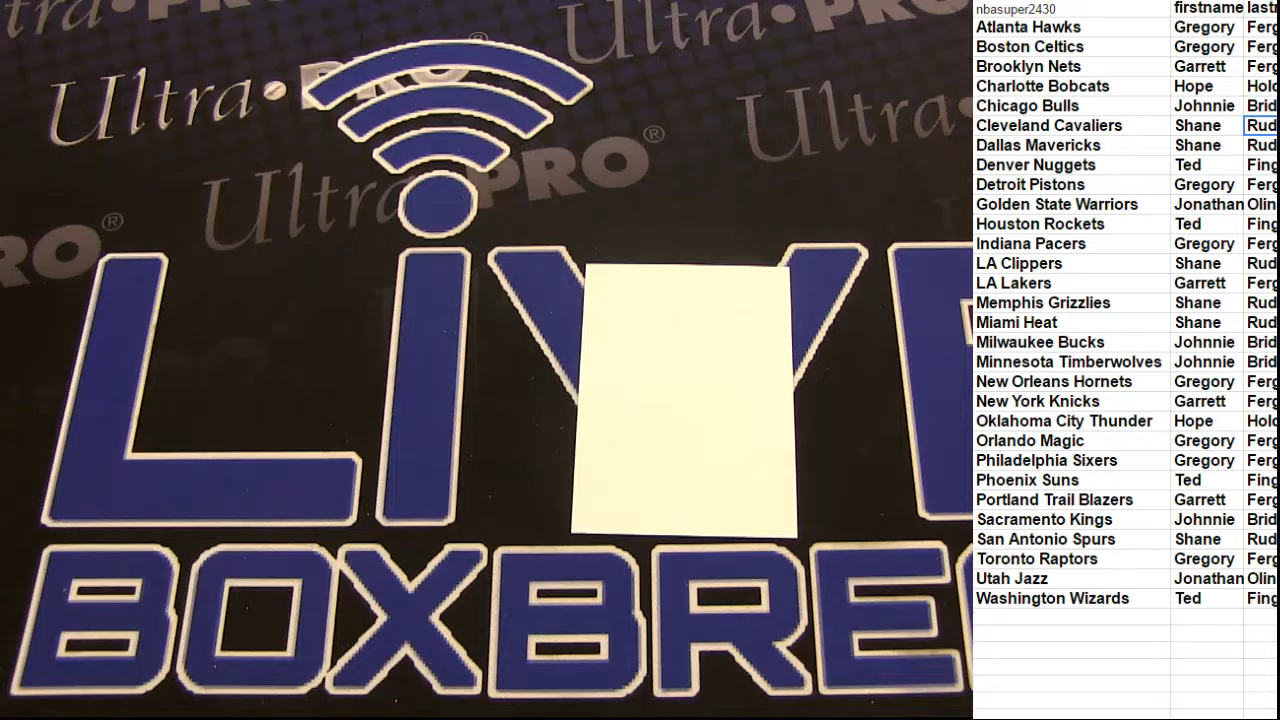 Ultra PRO
Ultra PRO
Ultra PRO®
Ultra
PRO®
LiV
BOXBRE
nbasuper2430 firstname
Atlanta Hawks Gregory
Boston Celtics Gregory
Brooklyn Nets Garrett
Charlotte Bobcats Hope
Chicago Bulls Johnnie
Cleveland Cavaliers Shane
Dallas Mavericks Shane
Denver Nuggets Ted
Detroit Pistons Gregory
Golden State Warriors Jonathan Olin
Houston Rockets Ted
Indiana Pacers Gregory
LA Clippers Shane
LA Lakers Garrett
Memphis Grizzlies Shane
Miami Heat Shane
Milwaukee Bucks Johnnie
Minnesota Timberwolves Johnnie
New Orleans Hornets Gregory
New York Knicks Garrett
Oklahoma City Thunder Hope
Orlando Magic Gregory
Philadelphia Sixers Gregory
Phoenix Suns Ted
Portland Trail Blazers Garrett
Sacramento Kings Johnnie
San Antonio Spurs Shane
Toronto Raptors Gregory
Utah Jazz Jonathan Olin
Washington Wizards Ted